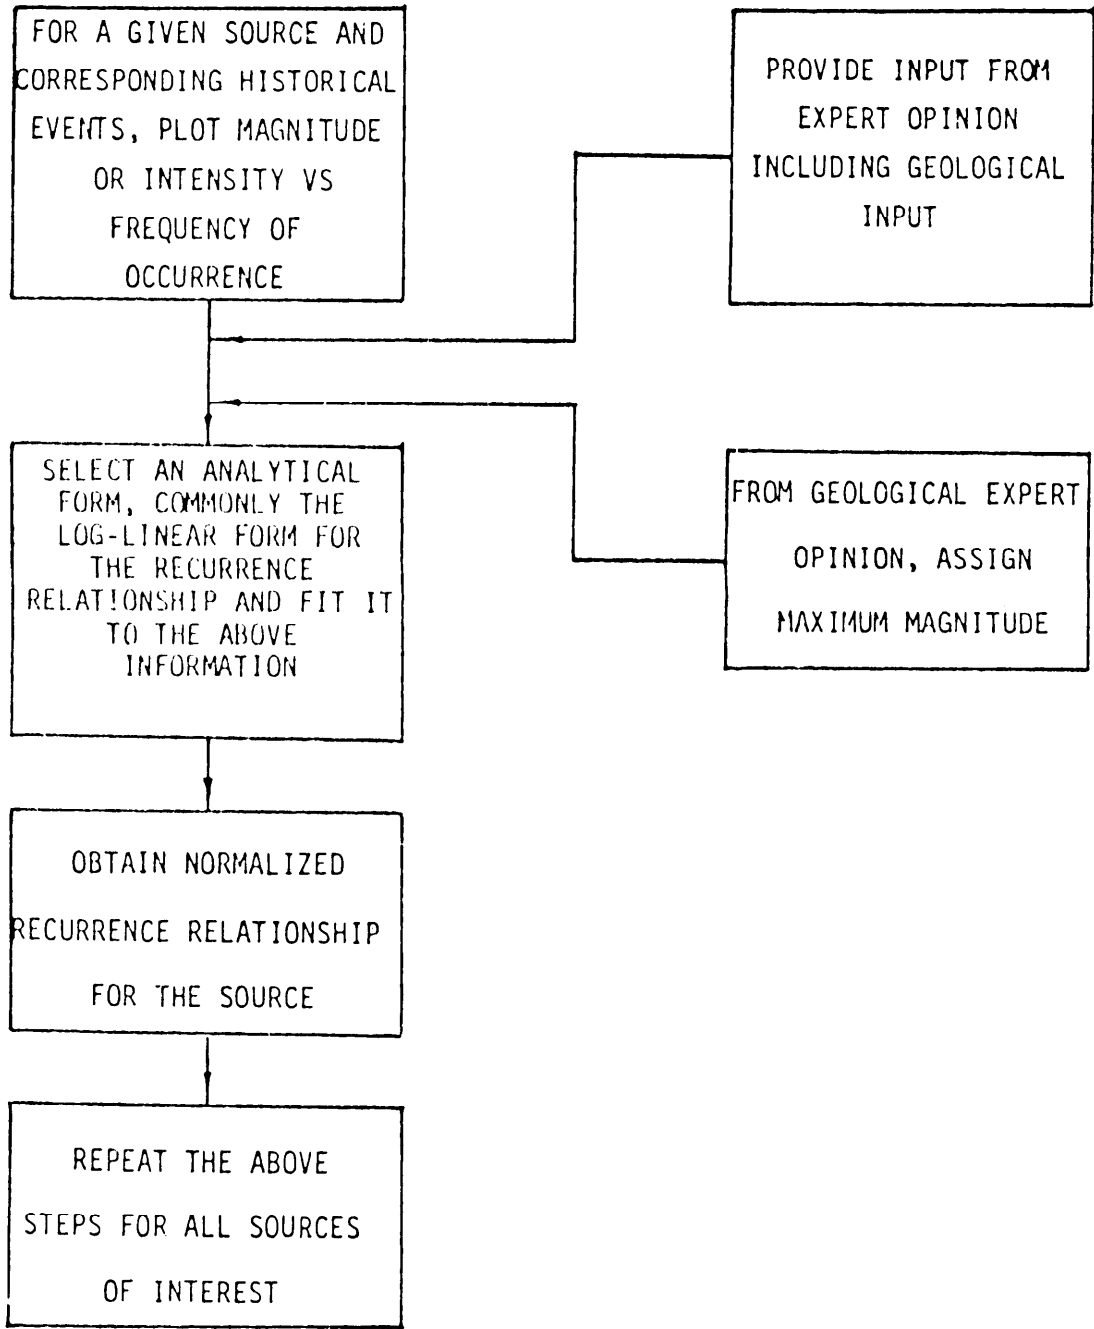 FOR A GIVEN SOURCE AND
CORRESPONDING HISTORICAL
EVENTS, PLOT MAGNITUDE
OR INTENSITY VS
FREQUENCY OF
OCCURRENCE
PROVIDE INPUT FROM
EXPERT OPINION
INCLUDING GEOLOGICAL
INPUT
SELECT AN ANALYTICAL
FORM, COMMONLY THE
LOG-LINEAR FORM FOR
THE RECURRENCE
RELATIONSHIP AND FIT IT
TO THE ABOVE
INFORMATION
FROM GEOLOGICAL EXPERT
OPINION, ASSIGN
MAXIMUM MAGNITUDE
OBTAIN NORMALIZED
RECURRENCE RELATIONSHIP
FOR THE SOURCE
REPEAT THE ABOVE
STEPS FOR ALL SOURCES
OF INTEREST